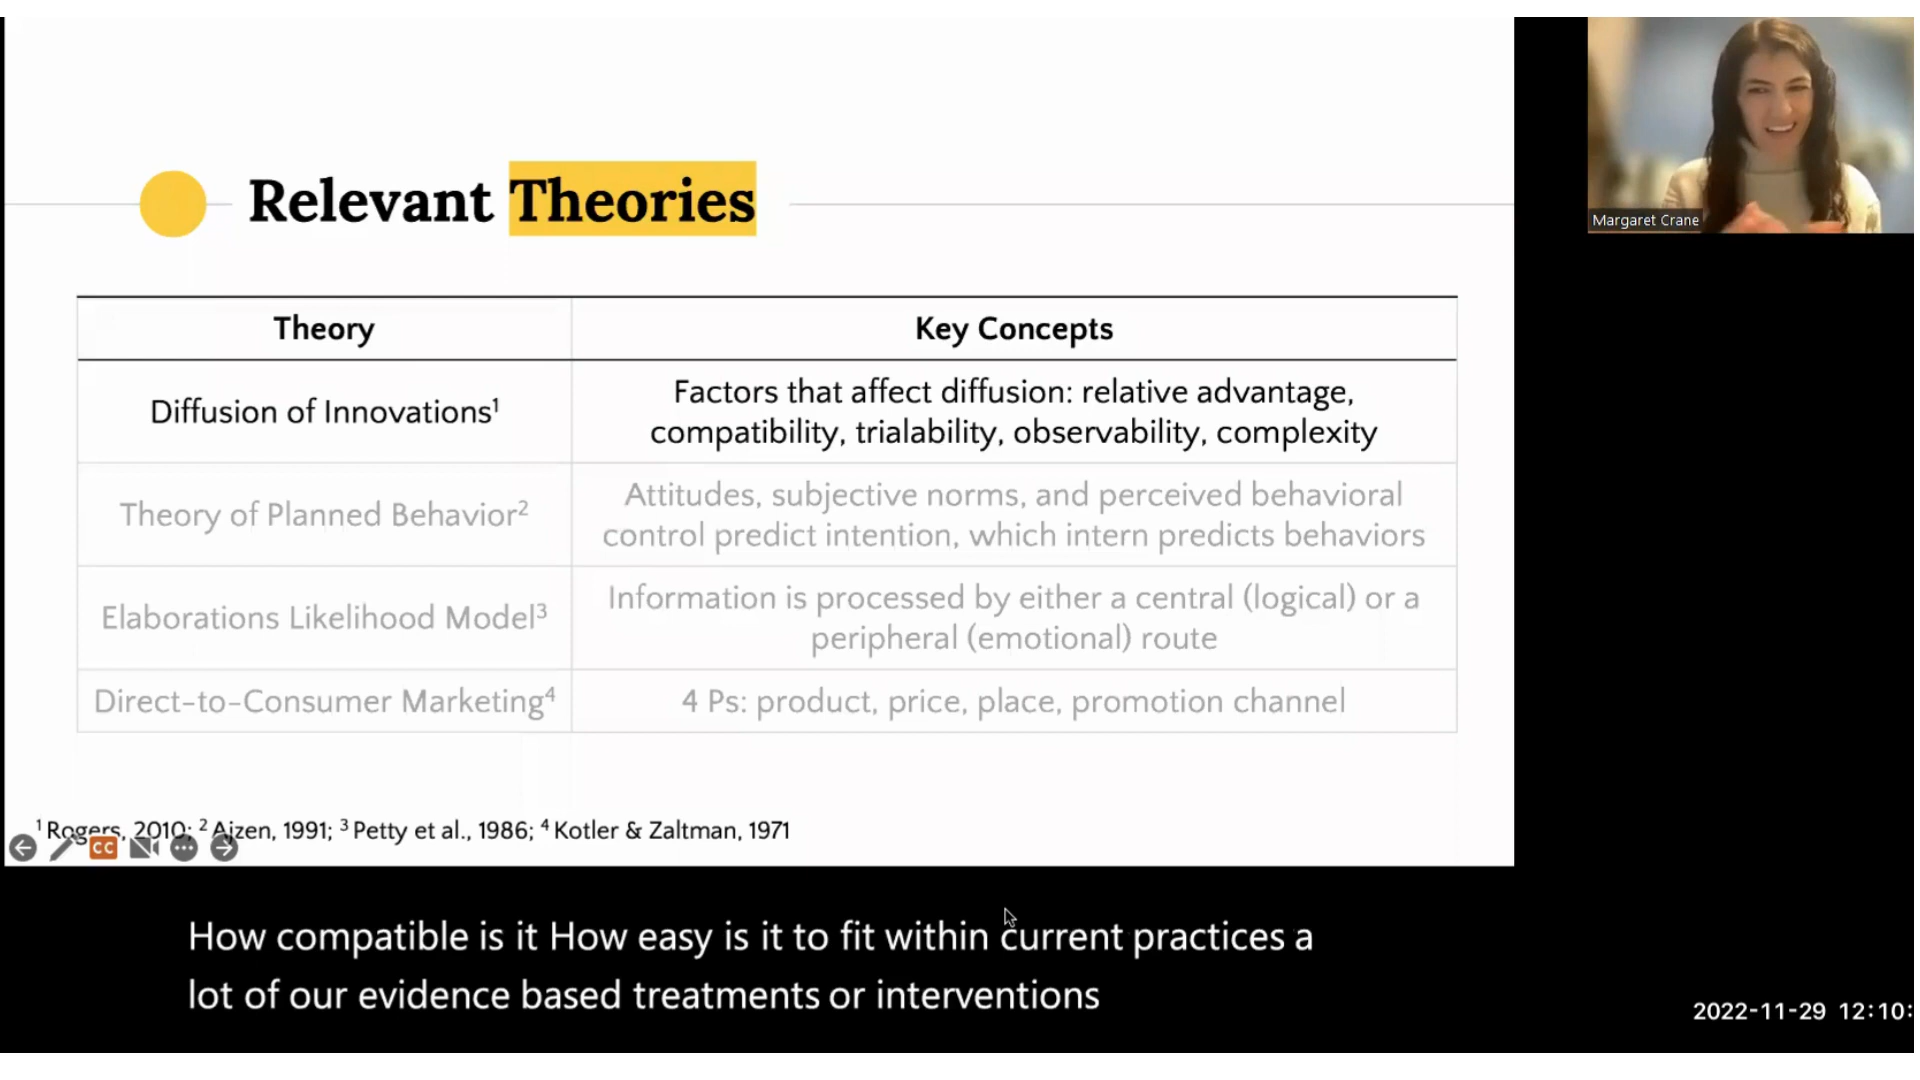 Relevant Theories
Margaret Crane
Theory
Key Concepts
Diffusion of Innovations¹
Factors that affect diffusion: relative advantage,
compatibility, trialability, observability, complexity
Theory of Planned Behavior²
Attitudes, subjective norms, and perceived behavioral
control predict intention, which intern predicts behaviors
Elaborations Likelihood Model³
Information is processed by either a central (logical) or a
peripheral (emotional) route
Direct-to-Consumer Marketing⁴
4 Ps: product, price, place, promotion channel
¹ Rogers, 2010; ² Ajzen, 1991; ³ Petty et al., 1986; ⁴ Kotler & Zaltman, 1971
CC
How compatible is it How easy is it to fit within current practices a
lot of our evidence based treatments or interventions
2022-11-29 12:10: